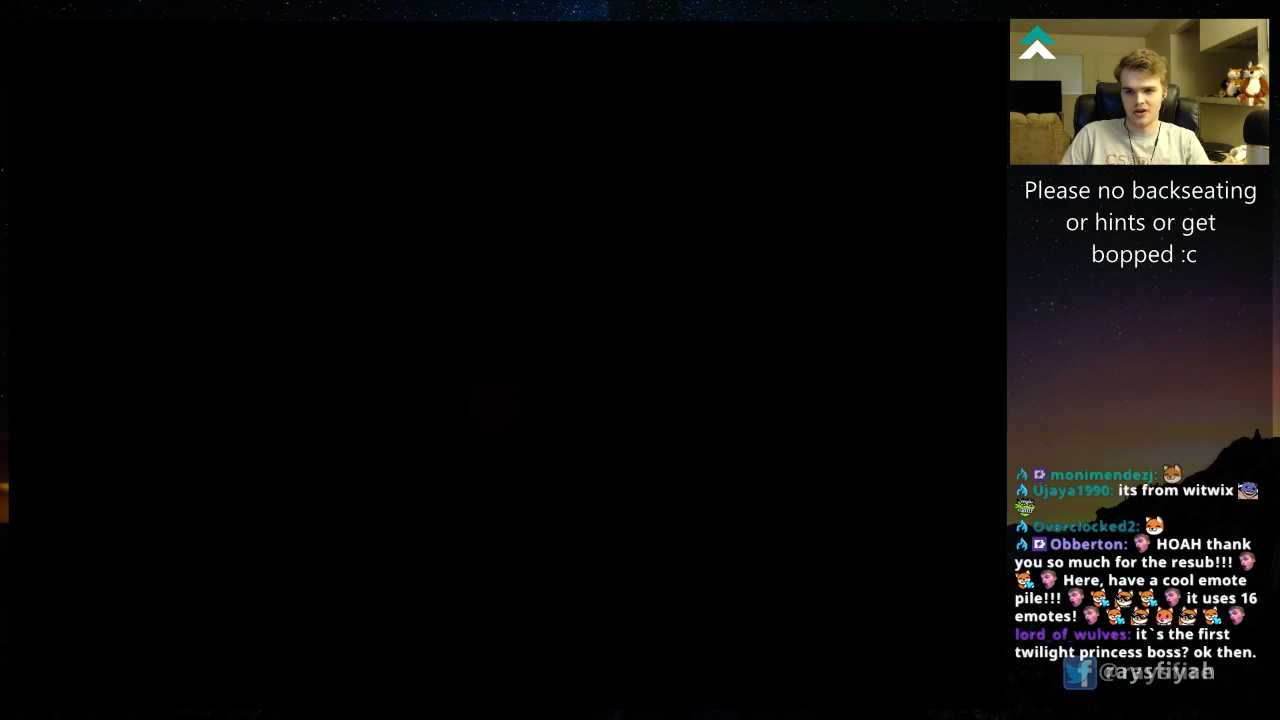 Please no backseating
or hints or get
bopped :c
monimendezj:
Ujaya1990: its from witwix
Overclocked2:
Obberton: HOAH thank
you so much for the resub!!!
Here, have a cool emote
pile!!! it uses 16
emotes!
lord_of_wulves: it`s the first
twilight princess boss? ok then.